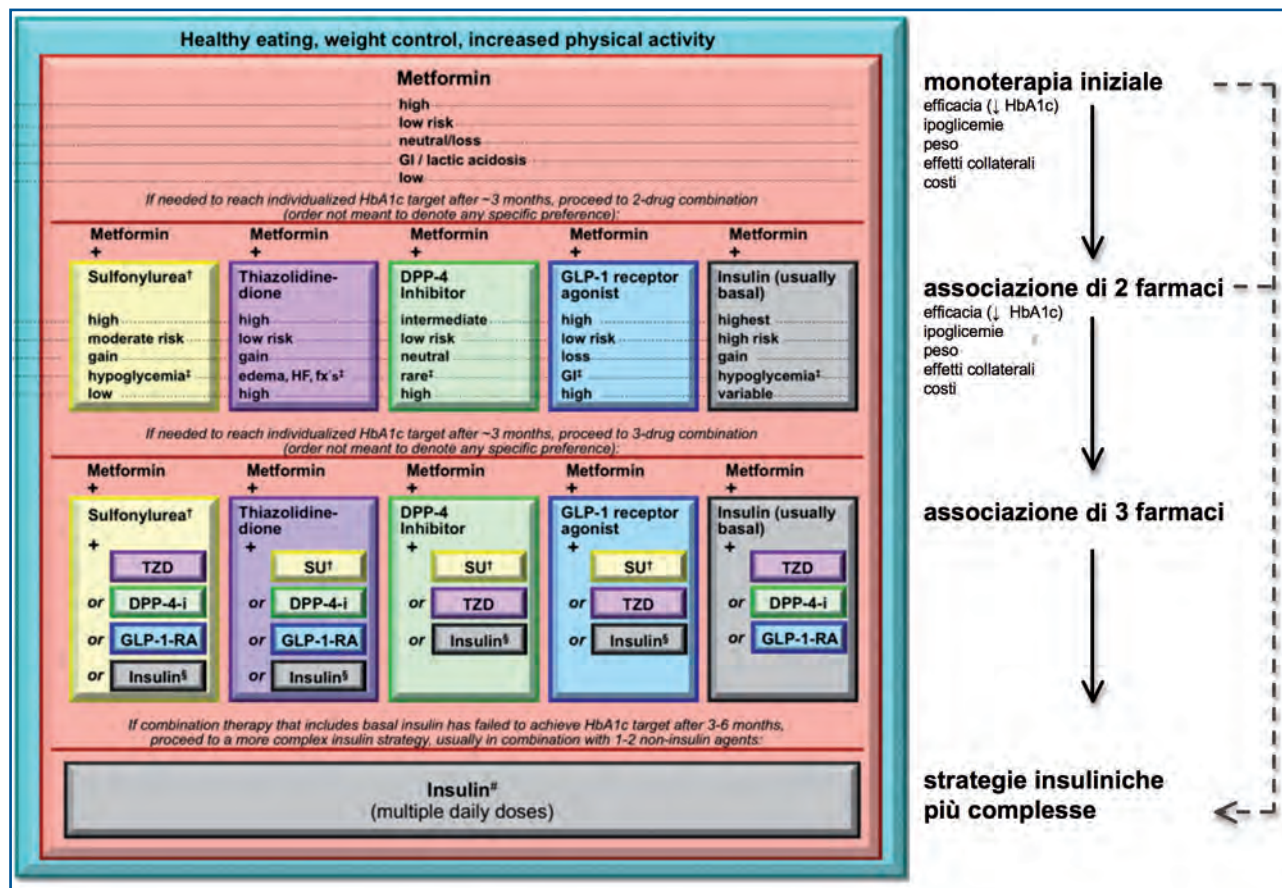 Healthy eating, weight control, increased physical activity
Metformin
high
low risk
neutral/loss
GI / lactic acidosis
low
monoterapia iniziale
efficacia (↓ HbA1c)
ipoglicemie
peso
effetti collaterali
costi
If needed to reach individualized HbA1c target after ~3 months, proceed to 2-drug combination
(order not meant to denote any specific preference):
Metformin
+
Sulfonylurea†
high
moderate risk
gain
hypoglycemia‡
low
Metformin
+
Thiazolidine-
dione
high
low risk
gain
edema, HF, fx's‡
high
Metformin
+
DPP-4
Inhibitor
intermediate
low risk
neutral
rare‡
high
Metformin
+
GLP-1 receptor
agonist
high
low risk
loss
GI‡
high
Metformin
+
Insulin (usually
basal)
highest
high risk
gain
hypoglycemia‡
variable
associazione di 2 farmaci
efficacia (↓ HbA1c)
ipoglicemie
peso
effetti collaterali
costi
If needed to reach individualized HbA1c target after ~3 months, proceed to 3-drug combination
(order not meant to denote any specific preference):
Metformin
+
Sulfonylurea†
+
TZD
or DPP-4-i
or GLP-1-RA
or Insulin§
Metformin
+
Thiazolidine-
dione
+
SU†
or DPP-4-i
or GLP-1-RA
or Insulin§
Metformin
+
DPP-4
Inhibitor
+
SU†
or TZD
or Insulin§
Metformin
+
GLP-1 receptor
agonist
+
SU†
or TZD
or Insulin§
Metformin
+
Insulin (usually
basal)
+
TZD
or DPP-4-i
or GLP-1-RA
associazione di 3 farmaci
If combination therapy that includes basal insulin has failed to achieve HbA1c target after 3-6 months,
proceed to a more complex insulin strategy, usually in combination with 1-2 non-insulin agents:
Insulin#
(multiple daily doses)
strategie insuliniche
più complesse